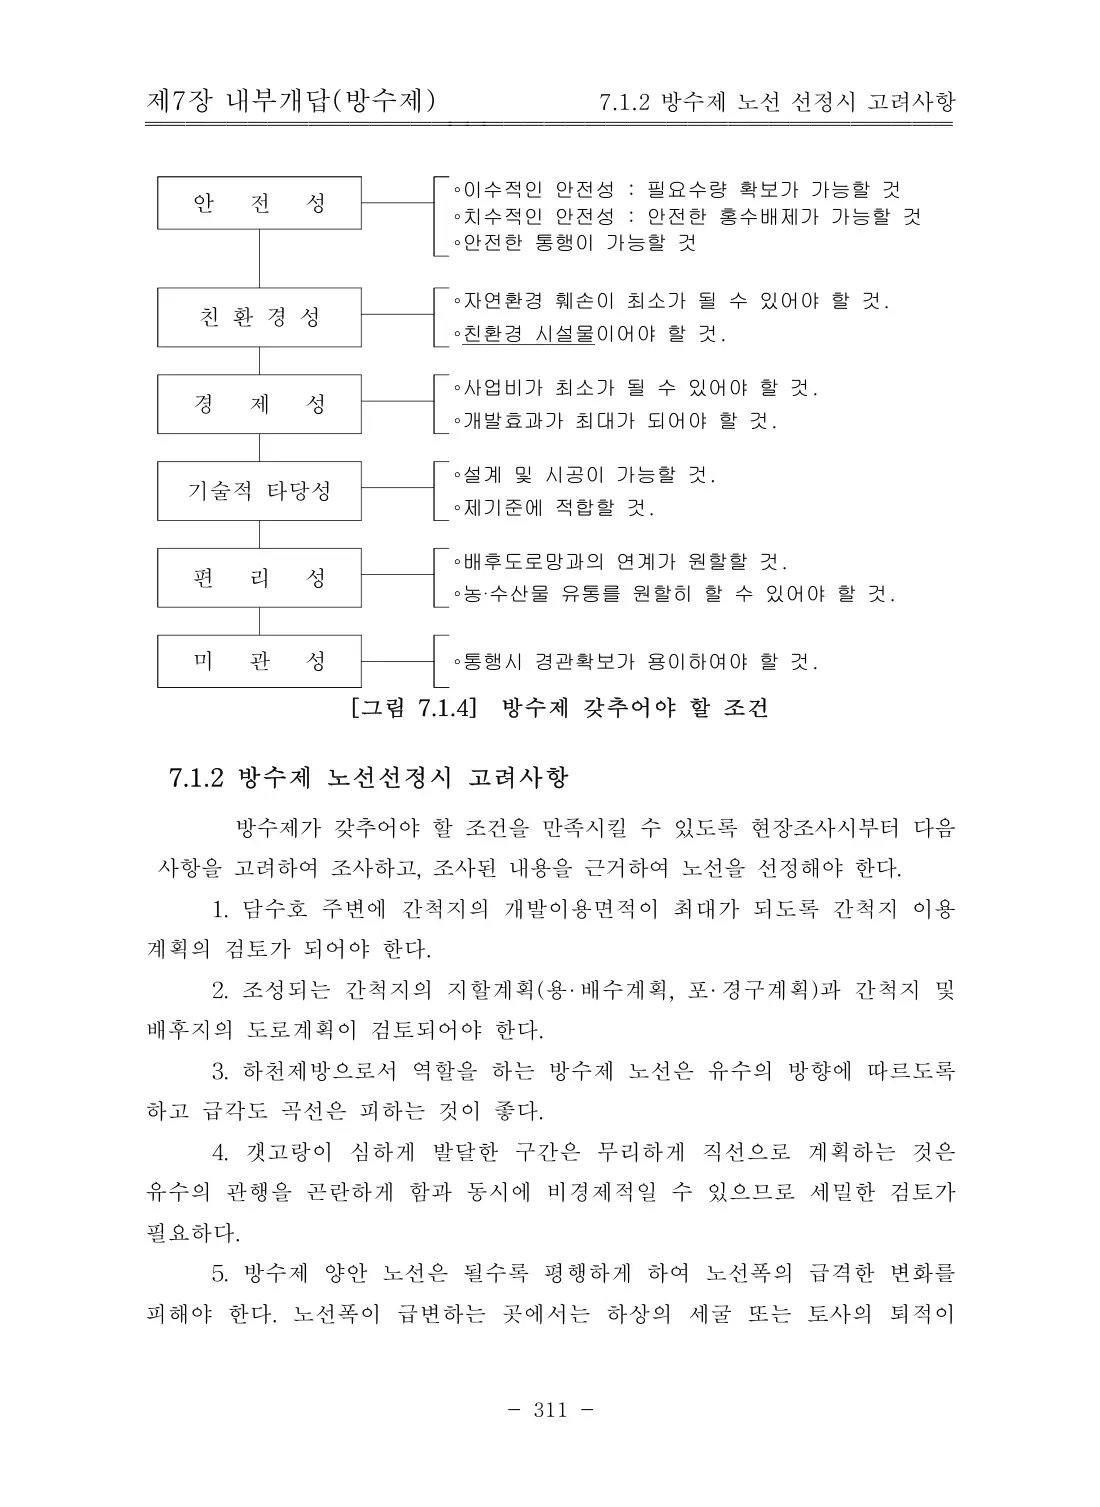 제7장 내부개답(방수제) 7.1.2 방수제 노선 선정시 고려사항
안 전 성
◦이수적인 안전성 : 필요수량 확보가 가능할 것
◦치수적인 안전성 : 안전한 홍수배제가 가능할 것
◦안전한 통행이 가능할 것
친 환 경 성
◦자연환경 훼손이 최소가 될 수 있어야 할 것.
◦친환경 시설물이어야 할 것.
경 제 성
◦사업비가 최소가 될 수 있어야 할 것.
◦개발효과가 최대가 되어야 할 것.
기술적 타당성
◦설계 및 시공이 가능할 것.
◦제기준에 적합할 것.
편 리 성
◦배후도로망과의 연계가 원할할 것.
◦농·수산물 유통를 원할히 할 수 있어야 할 것.
미 관 성
◦통행시 경관확보가 용이하여야 할 것.
[그림 7.1.4] 방수제 갖추어야 할 조건
7.1.2 방수제 노선선정시 고려사항
방수제가 갖추어야 할 조건을 만족시킬 수 있도록 현장조사시부터 다음
사항을 고려하여 조사하고, 조사된 내용을 근거하여 노선을 선정해야 한다.
1. 담수호 주변에 간척지의 개발이용면적이 최대가 되도록 간척지 이용
계획의 검토가 되어야 한다.
2. 조성되는 간척지의 지할계획(용·배수계획, 포·경구계획)과 간척지 및
배후지의 도로계획이 검토되어야 한다.
3. 하천제방으로서 역할을 하는 방수제 노선은 유수의 방향에 따르도록
하고 급각도 곡선은 피하는 것이 좋다.
4. 갯고랑이 심하게 발달한 구간은 무리하게 직선으로 계획하는 것은
유수의 관행을 곤란하게 함과 동시에 비경제적일 수 있으므로 세밀한 검토가
필요하다.
5. 방수제 양안 노선은 될수록 평행하게 하여 노선폭의 급격한 변화를
피해야 한다. 노선폭이 급변하는 곳에서는 하상의 세굴 또는 토사의 퇴적이
- 311 -